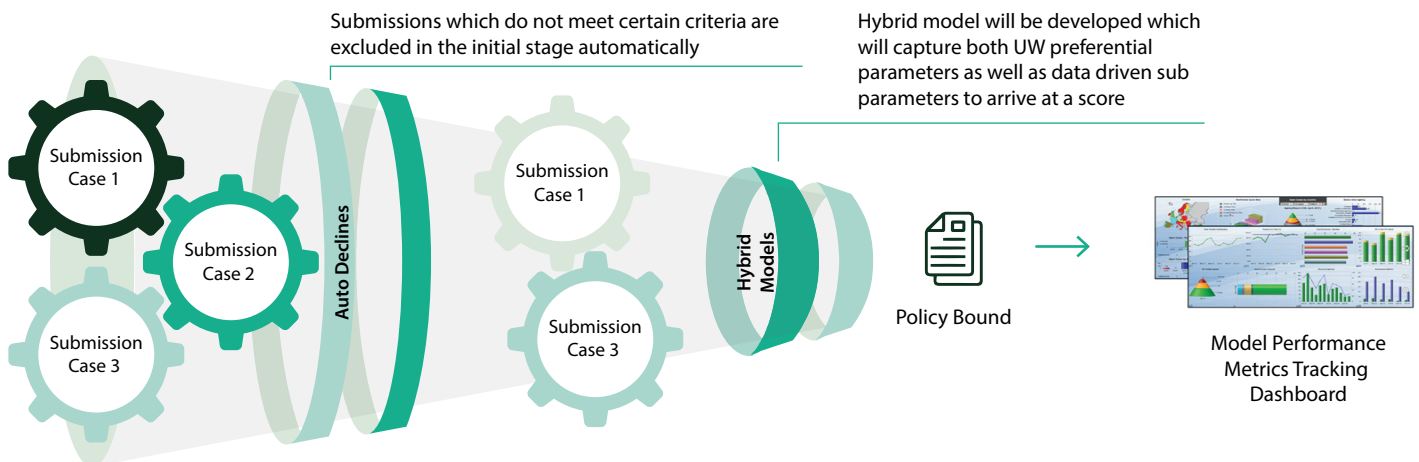 Submissions which do not meet certain criteria are
excluded in the initial stage automatically
Hybrid model will be developed which
will capture both UW preferential
parameters as well as data driven sub
parameters to arrive at a score
Submission
Case 1
Submission
Case 2
Submission
Case 3
Auto Declines
Submission
Case 1
Submission
Case 3
Hybrid
Models
Policy Bound
Model Performance
Metrics Tracking
Dashboard